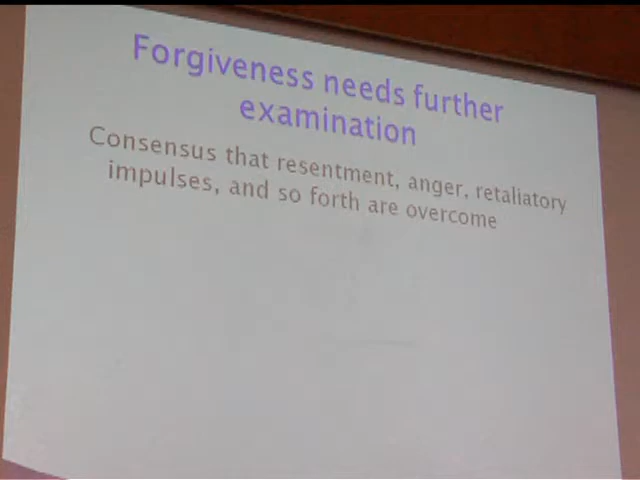 Forgiveness needs further
examination
Consensus that resentment, anger, retaliatory
impulses, and so forth are overcome